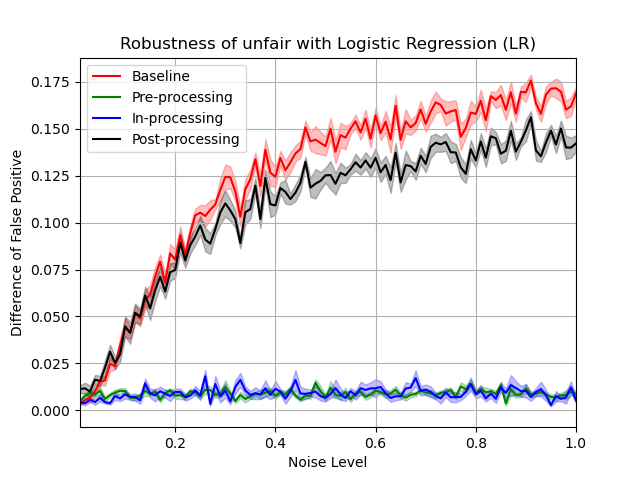 Robustness of unfair with Logistic Regression (LR)
Baseline
Pre-processing
In-processing
Post-processing
Difference of False Positive
0.175
0.150
0.125
0.100
0.075
0.050
0.025
0.000
0.2 0.4 0.6 0.8 1.0
Noise Level